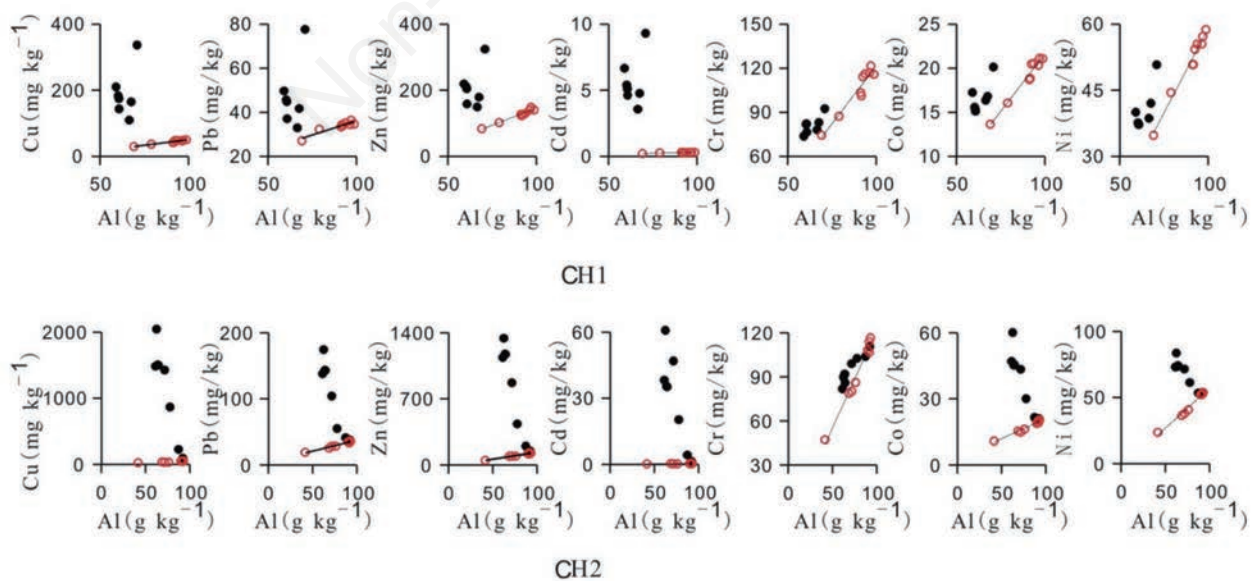 Non-
400
200
0
50
100
Cu(mg kg⁻¹)
Al(g kg⁻¹)
80
60
40
20
50
100
Pb(mg/kg)
Al(g kg⁻¹)
400
200
0
50
100
Zn(mg/kg)
Al(g kg⁻¹)
10
5
0
50
100
Cd(mg/kg)
Al(g kg⁻¹)
150
120
90
60
50
100
Cr(mg/kg)
Al(g kg⁻¹)
25
20
15
10
50
100
Co(mg/kg)
Al(g kg⁻¹)
60
45
30
50
100
Ni(mg/kg)
Al(g kg⁻¹)
CH1
2000
1000
0
0
50
100
Cu(mg kg⁻¹)
Al(g kg⁻¹)
200
100
0
0
50
100
Pb(mg/kg)
Al(g kg⁻¹)
1400
700
0
0
50
100
Zn(mg/kg)
Al(g kg⁻¹)
60
30
0
0
50
100
Cd(mg/kg)
Al(g kg⁻¹)
120
90
60
30
0
50
100
Cr(mg/kg)
Al(g kg⁻¹)
60
30
0
0
50
100
Co(mg/kg)
Al(g kg⁻¹)
100
50
0
0
50
100
Ni(mg/kg)
Al(g kg⁻¹)
CH2